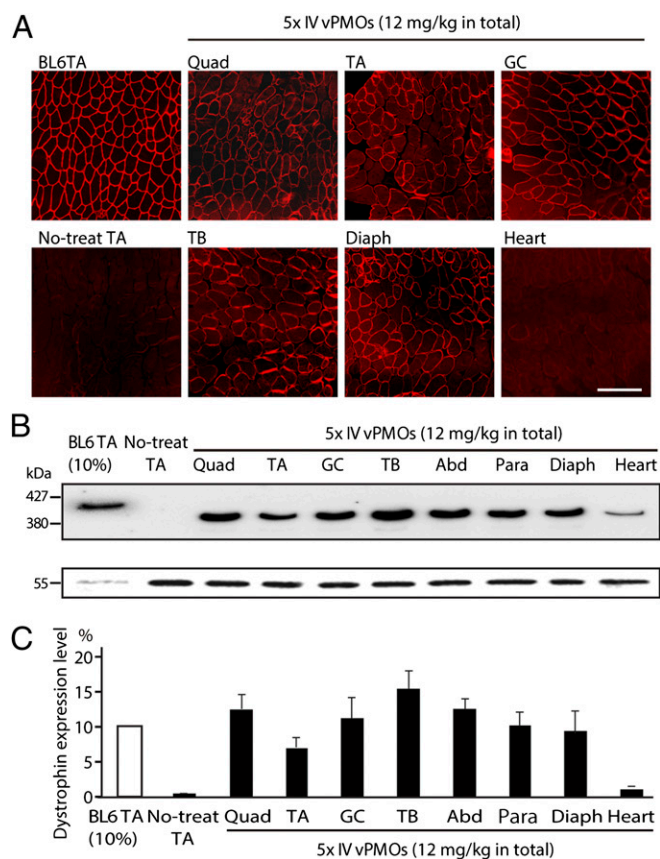 A
5x IV vPMOs (12 mg/kg in total)
BL6TA Quad TA GC
No-treat TA TB Diaph Heart
B
5x IV vPMOs (12 mg/kg in total)
BL6 TA No-treat
(10%) TA Quad TA GC TB Abd Para Diaph Heart
kDa
427
380
55
C
%
Dystrophin expression level
20
15
10
5
0
BL6 TA No-treat Quad TA GC TB Abd Para Diaph Heart
(10%) TA
5x IV vPMOs (12 mg/kg in total)